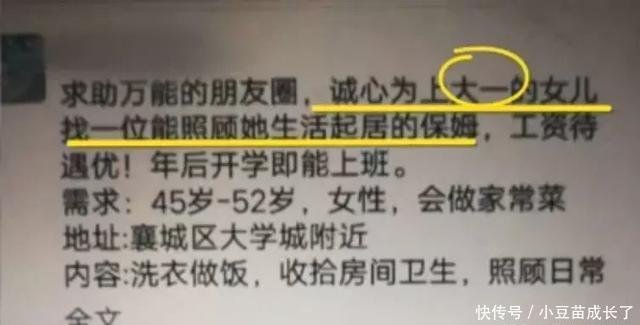 求助万能的朋友圈，诚心为上大一的女儿
找一位能照顾她生活起居的保姆，工资待
遇优！年后开学即能上班。
需求：45岁-52岁，女性，会做家常菜
地址:襄城区大学城附近
内容:洗衣做饭，收拾房间卫生，照顾日常
全文
快传号／小豆苗成长了